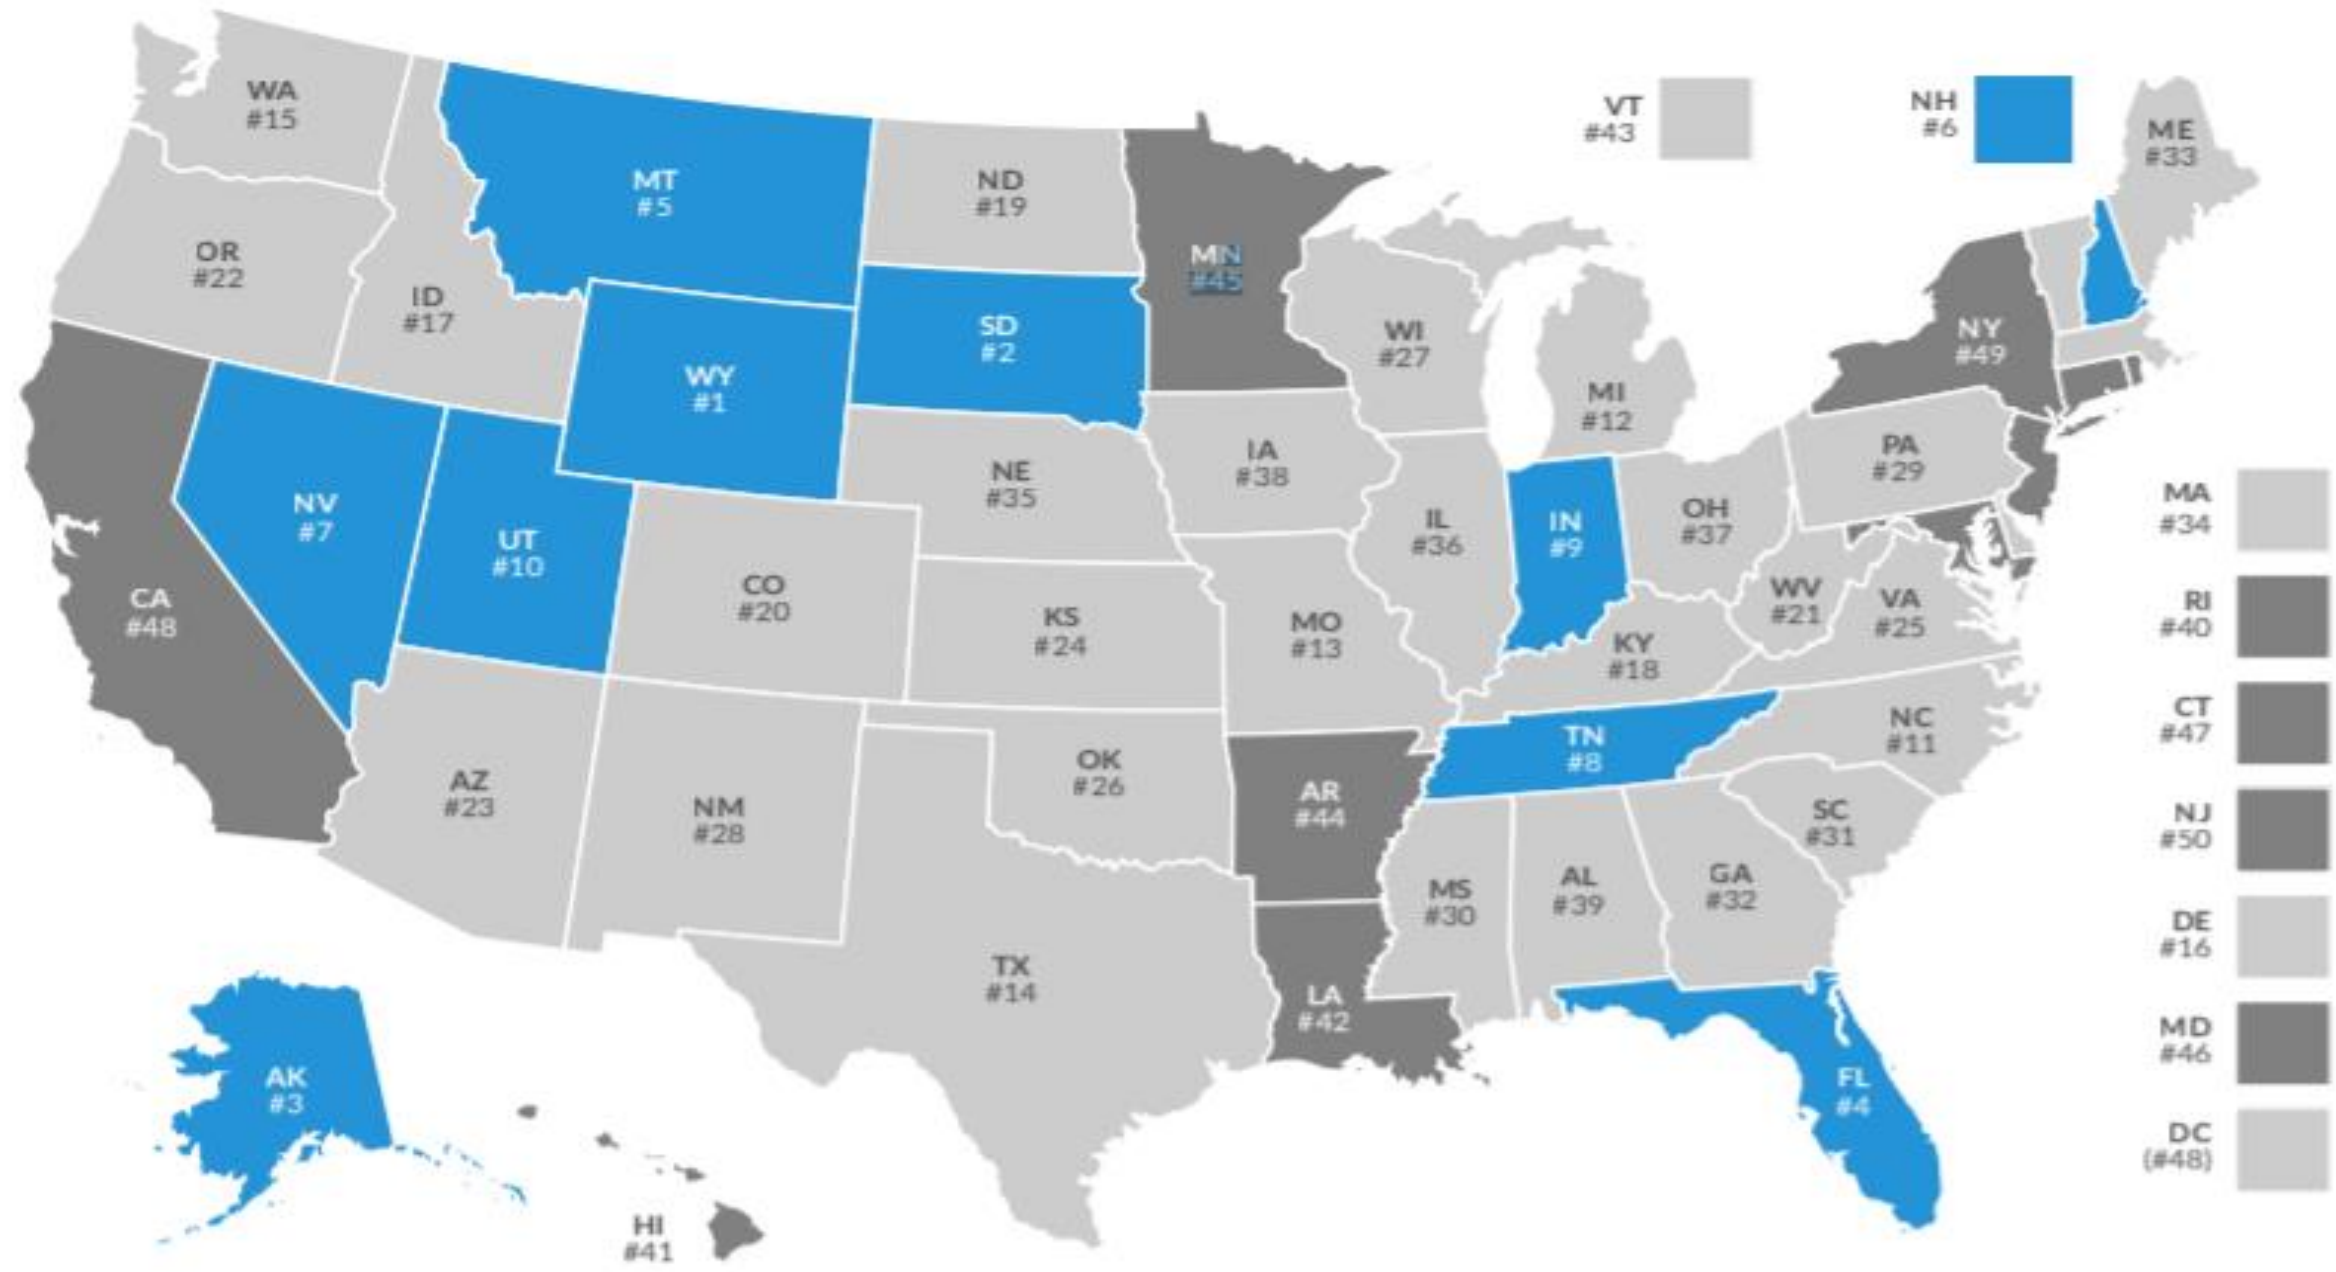 WA
#15
VT
#43
NH
#6
ME
#33
MT
#5
ND
#19
OR
#22
MN
#45
ID
#17
SD
#2
WI
#27
NY
#49
WY
#1
MI
#12
IA
#38
PA
#29
NE
#35
NV
#7
UT
#10
IL
#36
IN
#9
OH
#37
MA
#34
CA
#48
CO
#20
KS
#24
MO
#13
KY
#18
WV
#21
VA
#25
RI
#40
CT
#47
TN
#8
NC
#11
AZ
#23
NM
#28
OK
#26
AR
#44
SC
#31
NJ
#50
MS
#30
AL
#39
GA
#32
DE
#16
TX
#14
LA
#42
MD
#46
AK
#3
FL
#4
DC
(#48)
HI
#41